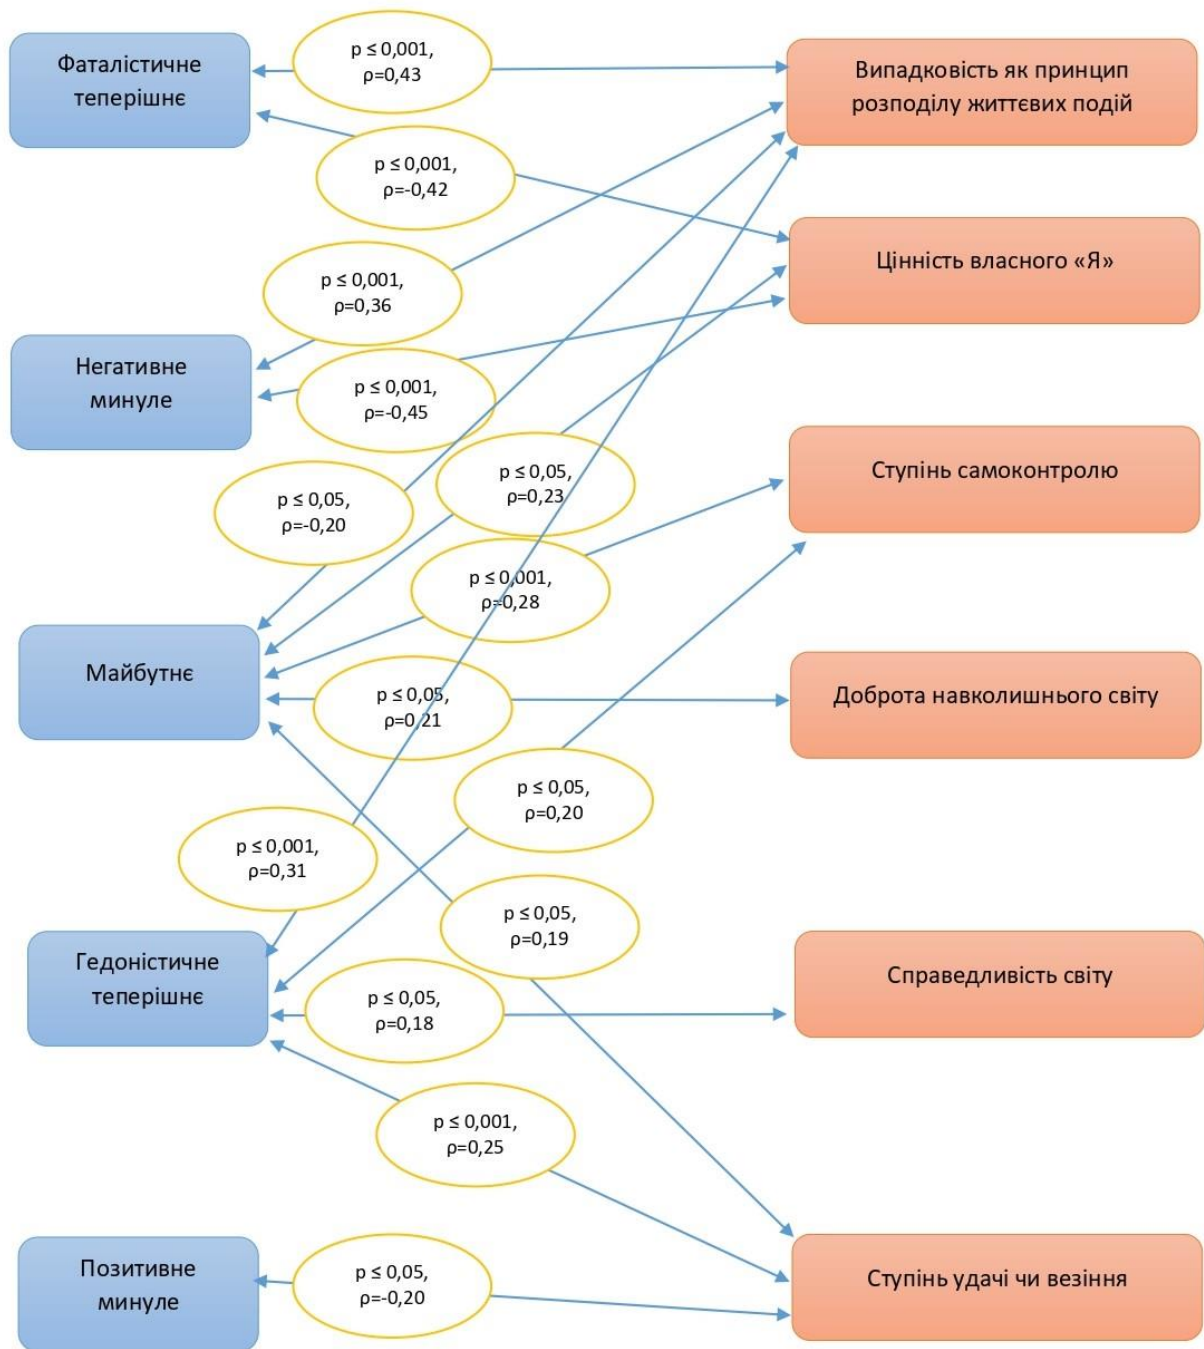 Фаталістичне
теперішнє
p ≤ 0,001,
ρ=0,43
Випадковість як принцип
розподілу життєвих подій
p ≤ 0,001,
ρ=-0,42
Цінність власного «Я»
p ≤ 0,001,
ρ=0,36
Негативне
минуле
p ≤ 0,001,
ρ=-0,45
Ступінь самоконтролю
p ≤ 0,05,
ρ=0,23
p ≤ 0,05,
ρ=-0,20
p ≤ 0,001,
ρ=0,28
Майбутнє
p ≤ 0,05,
ρ=0,21
Доброта навколишнього світу
p ≤ 0,05,
ρ=0,20
p ≤ 0,001,
ρ=0,31
p ≤ 0,05,
ρ=0,19
Гедоністичне
теперішнє
p ≤ 0,05,
ρ=0,18
Справедливість світу
p ≤ 0,001,
ρ=0,25
Позитивне
минуле
p ≤ 0,05,
ρ=-0,20
Ступінь удачі чи везіння